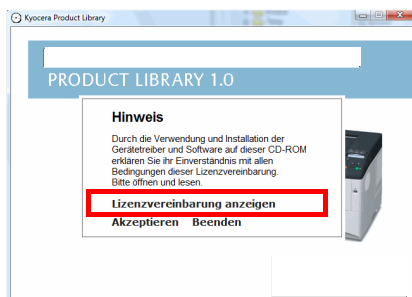 Kyocera Product Library
PRODUCT LIBRARY 1.0
Hinweis
Durch die Verwendung und Installation der
Gerätetreiber und Software auf dieser CD-ROM
erklären Sie ihr Einverständnis mit allen
Bedingungen dieser Lizenzvereinbarung.
Bitte öffnen und lesen.
Lizenzvereinbarung anzeigen
Akzeptieren Beenden